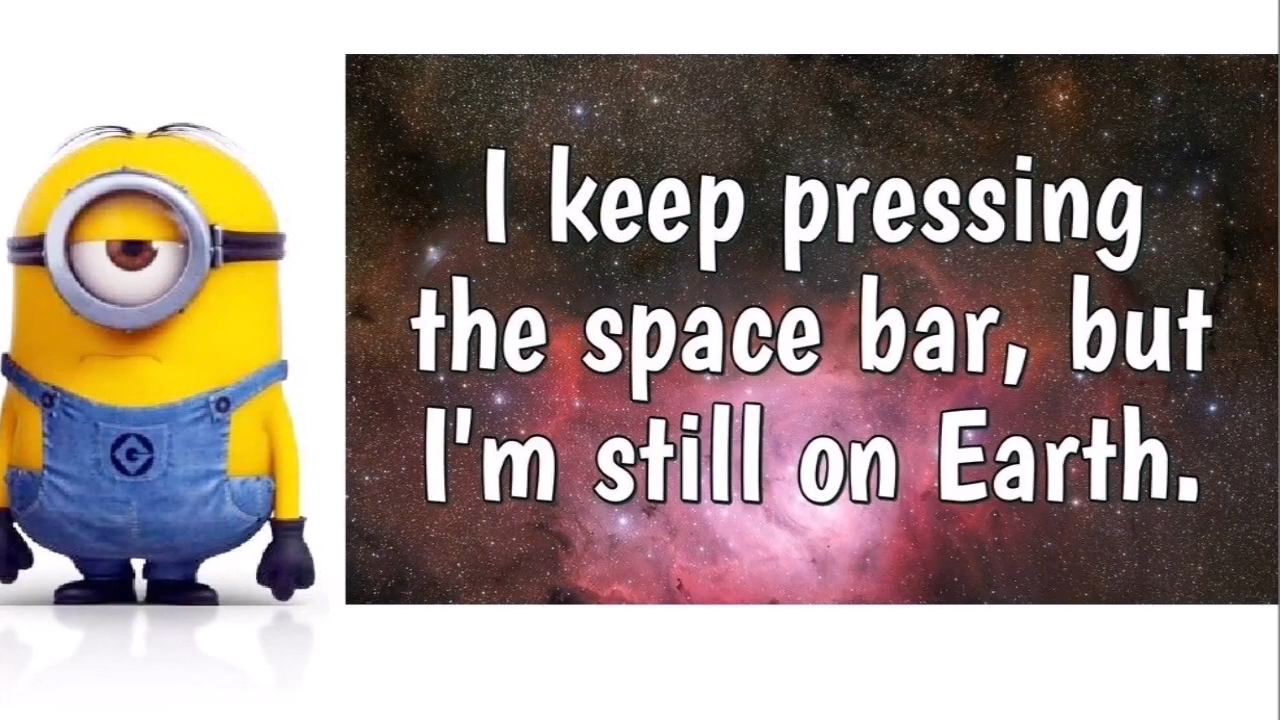 I keep pressing
the space bar, but
I'm still on Earth.